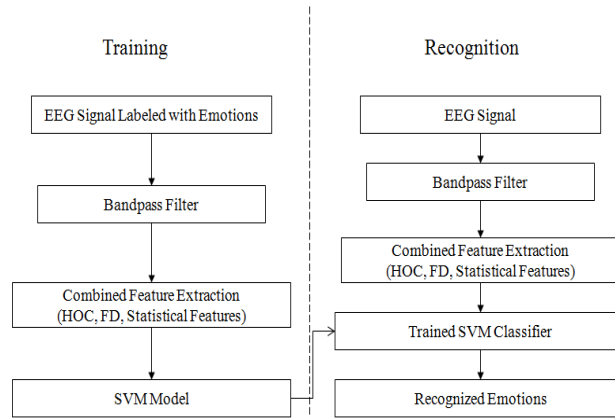 Training
EEG Signal Labeled with Emotions
Bandpass Filter
Combined Feature Extraction
(HOC, FD, Statistical Features)
SVM Model
Recognition
EEG Signal
Bandpass Filter
Combined Feature Extraction
(HOC, FD, Statistical Features)
Trained SVM Classifier
Recognized Emotions